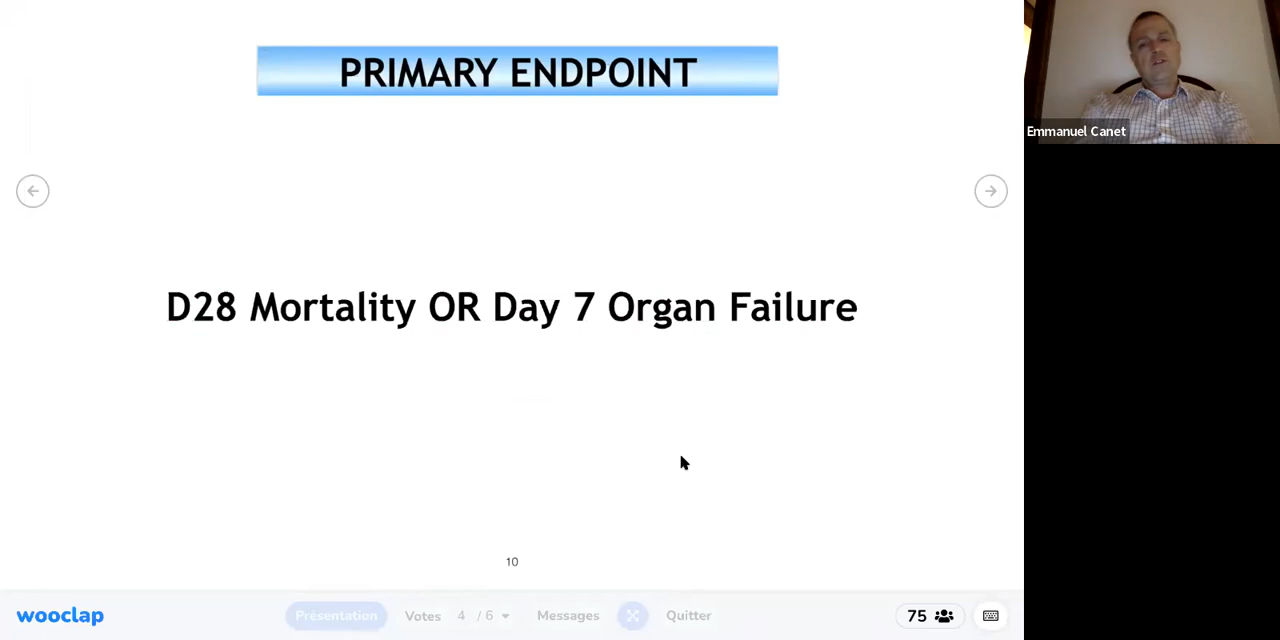 PRIMARY ENDPOINT
Emmanuel Canet
D28 Mortality OR Day 7 Organ Failure
10
wooclap
Présentation
Votes 4 / 6
Messages
Quitter
75